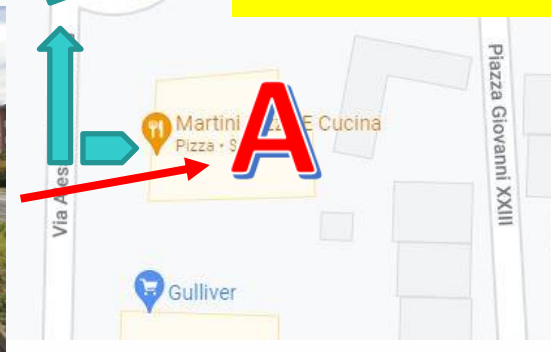 Martini E Cucina
Pizza •
A
Piazza Giovanni XXIII
Via
Gulliver